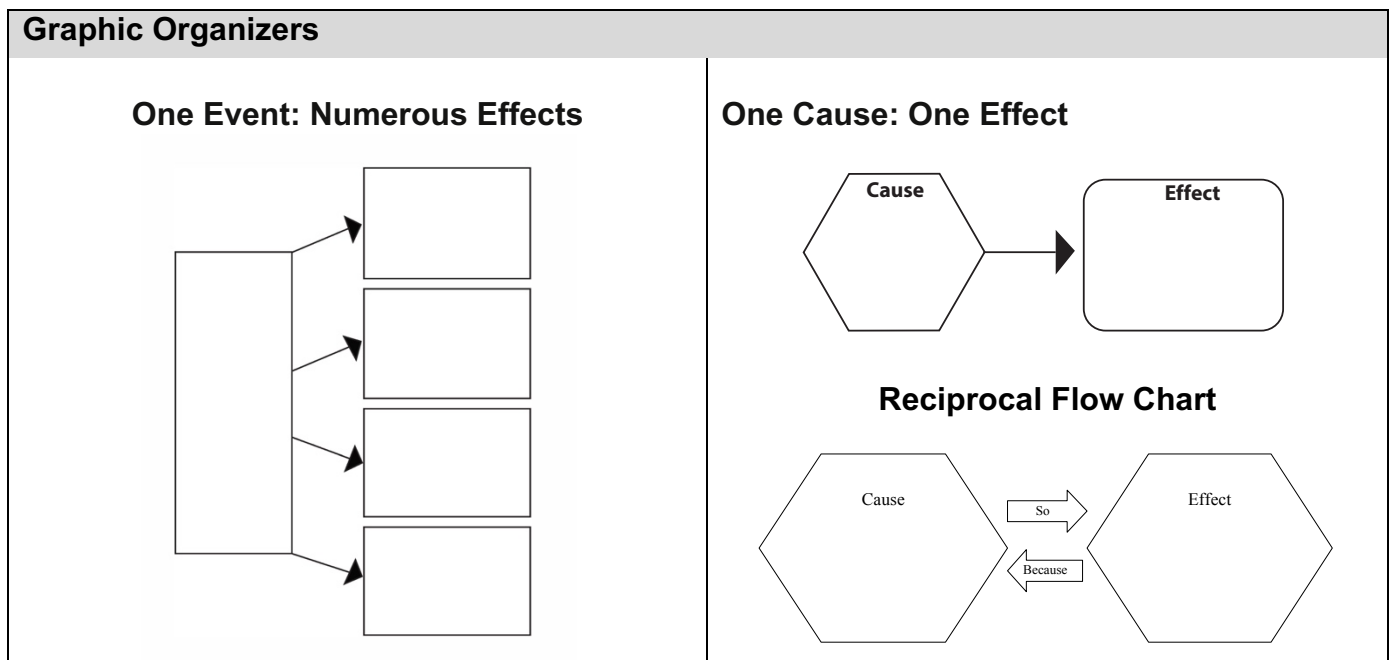 Graphic Organizers
One Event: Numerous Effects
One Cause: One Effect
Cause
Effect
Reciprocal Flow Chart
Cause
So
Because
Effect